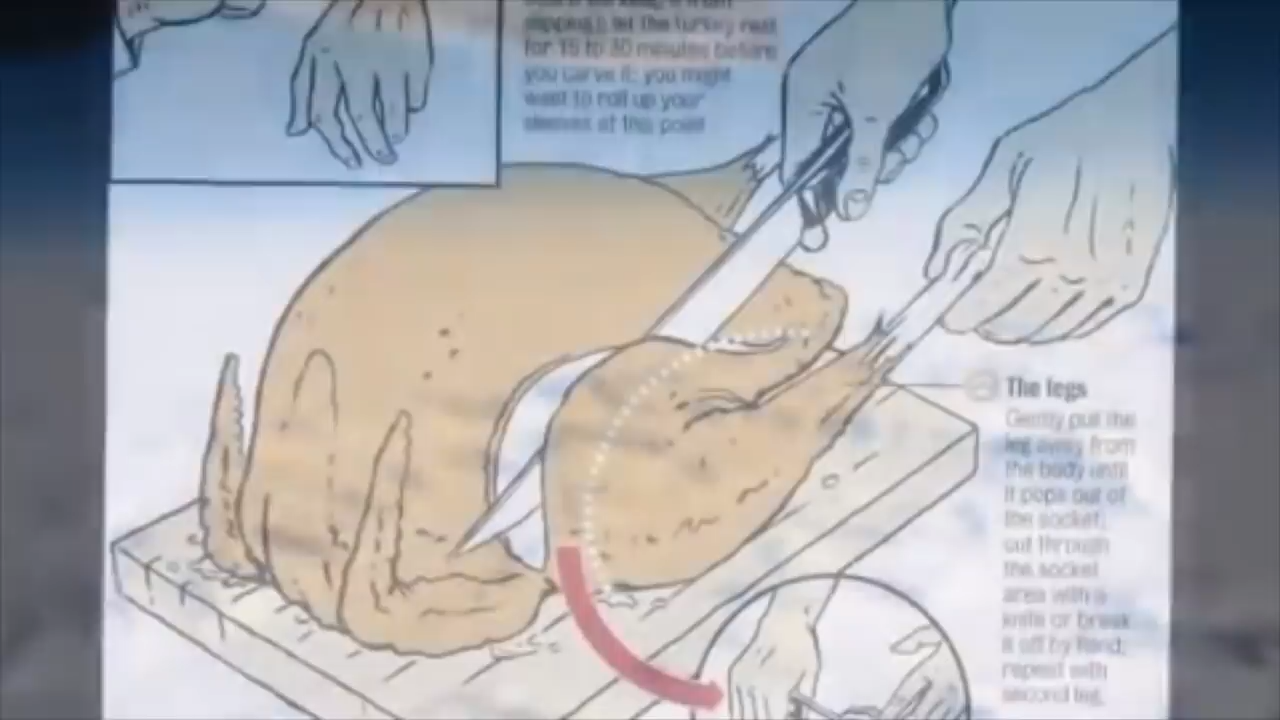 dripping); let the turkey rest
for 15 to 30 minutes before
you carve it; you might
want to roll up your
sleeves at this point
The legs
Gently pull the
leg away from
the body until
it pops out of
the socket;
cut through
the socket
area with a
knife or break
it off by hand;
repeat with
second leg.